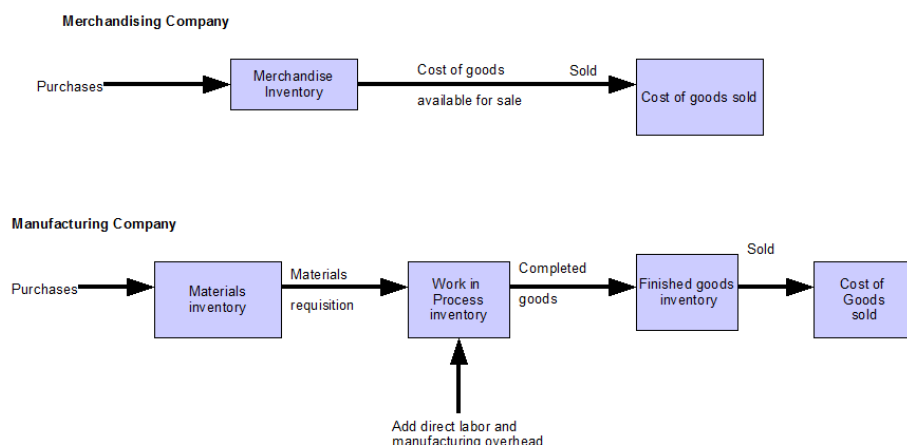 Merchandising Company
Purchases
Merchandise
Inventory
Cost of goods
available for sale
Sold
Cost of goods sold
Manufacturing Company
Purchases
Materials
inventory
Materials
requisition
Work in
Process
inventory
Completed
goods
Finished goods
inventory
Sold
Cost of
Goods
sold
Add direct labor and
manufacturing overhead